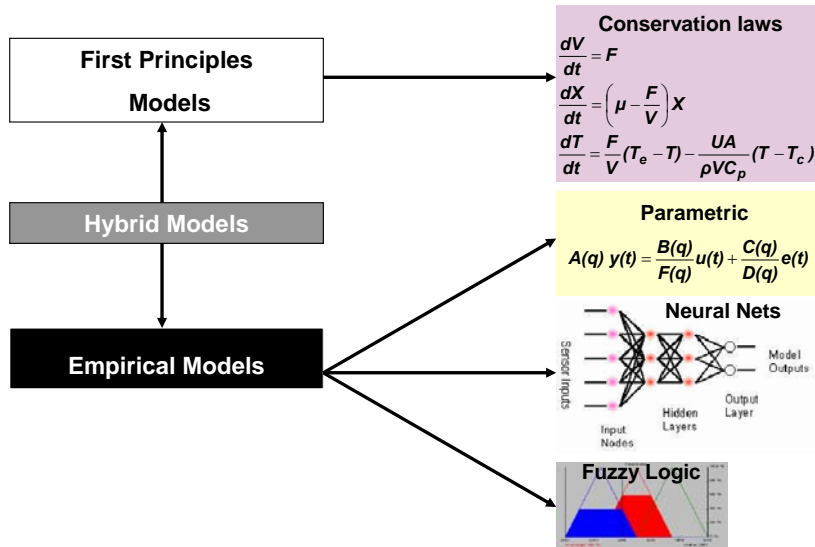 First Principles
Models
Hybrid Models
Empirical Models
Conservation laws
dV/dt = F
dX/dt = (μ − F/V) X
dT/dt = F/V (Te − T) − UA/ρVCp (T − Tc)
Parametric
A(q) y(t) = B(q)/F(q) u(t) + C(q)/D(q) e(t)
Neural Nets
Sensor Inputs
Input
Nodes
Hidden
Layers
Output
Layer
Model
Outputs
Fuzzy Logic